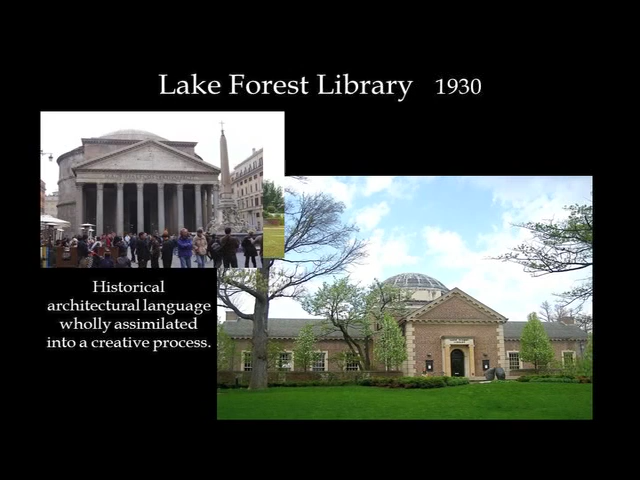 Lake Forest Library 1930
Historical
architectural language
wholly assimilated
into a creative process.